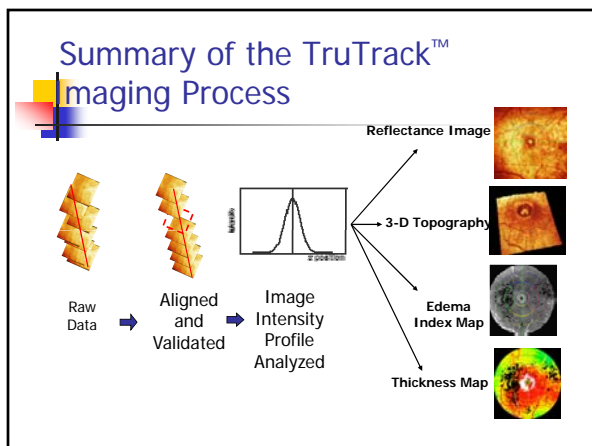 Summary of the TruTrack™
Imaging Process
Reflectance Image
3-D Topography
Edema
Index Map
Thickness Map
z position
Raw
Data
Aligned
and
Validated
Image
Intensity
Profile
Analyzed